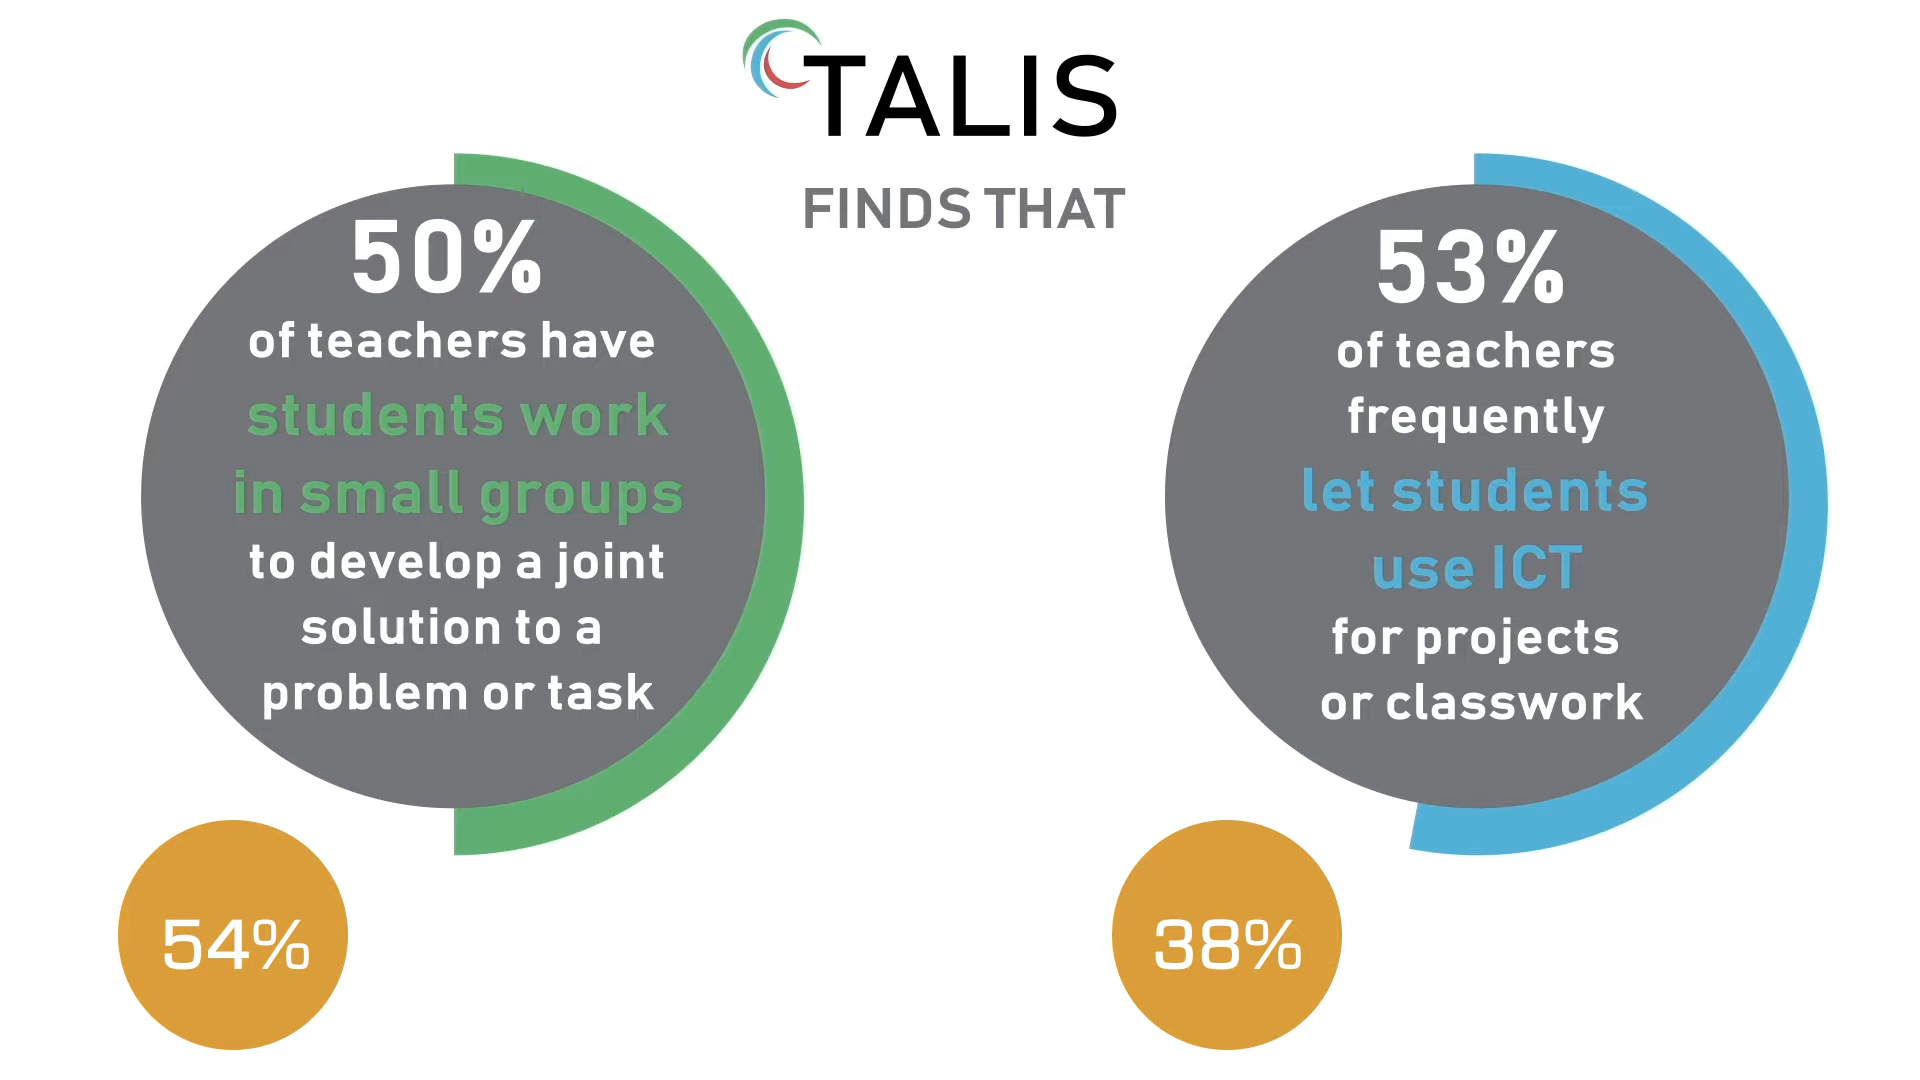 TALIS
FINDS THAT
50%
of teachers have
students work
in small groups
to develop a joint
solution to a
problem or task
54%
53%
of teachers
frequently
let students
use ICT
for projects
or classwork
38%